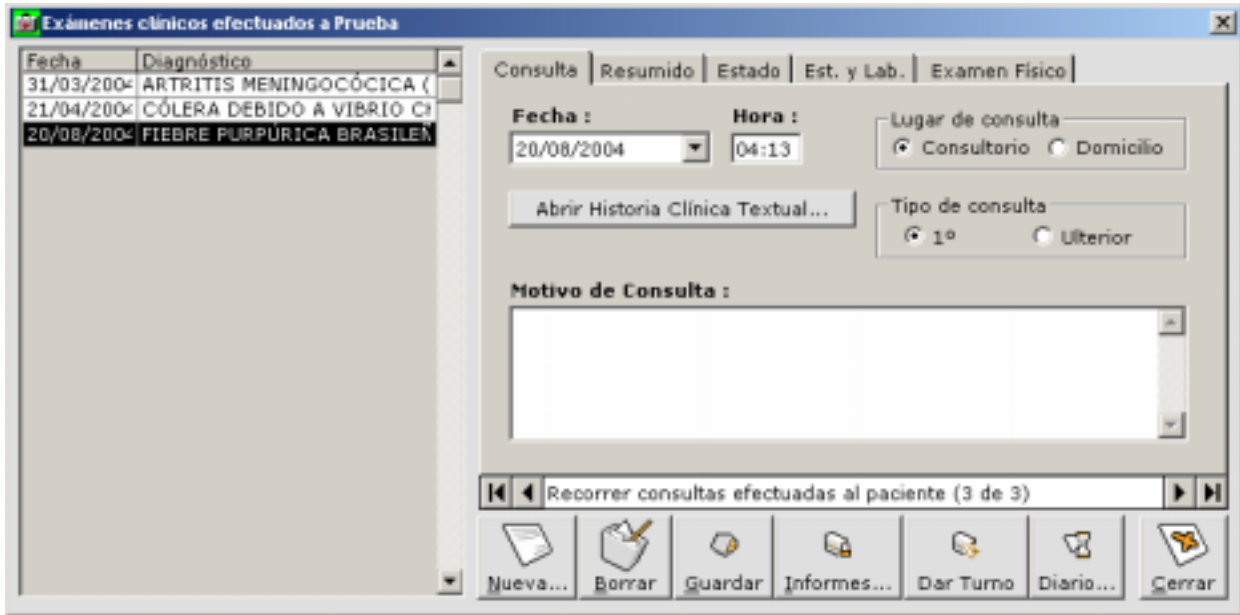 Exámenes clínicos efectuados a Prueba
Fecha Diagnóstico
31/03/2004 ARTRITIS MENINGOCÓCICA (
21/04/2004 CÓLERA DEBIDO A VIBRIO CH
20/08/2004 FIEBRE PURPÚRICA BRASILEÑ
Consulta Resumido Estado Est. y Lab. Examen Físico
Fecha : Hora : Lugar de consulta
20/08/2004 04:13 Consultorio Domicilio
Abrir Historia Clínica Textual... Tipo de consulta
1º Ulterior
Motivo de Consulta :
Recorrer consultas efectuadas al paciente (3 de 3)
Nueva... Borrar Guardar Informes... Dar Turno Diario... Cerrar